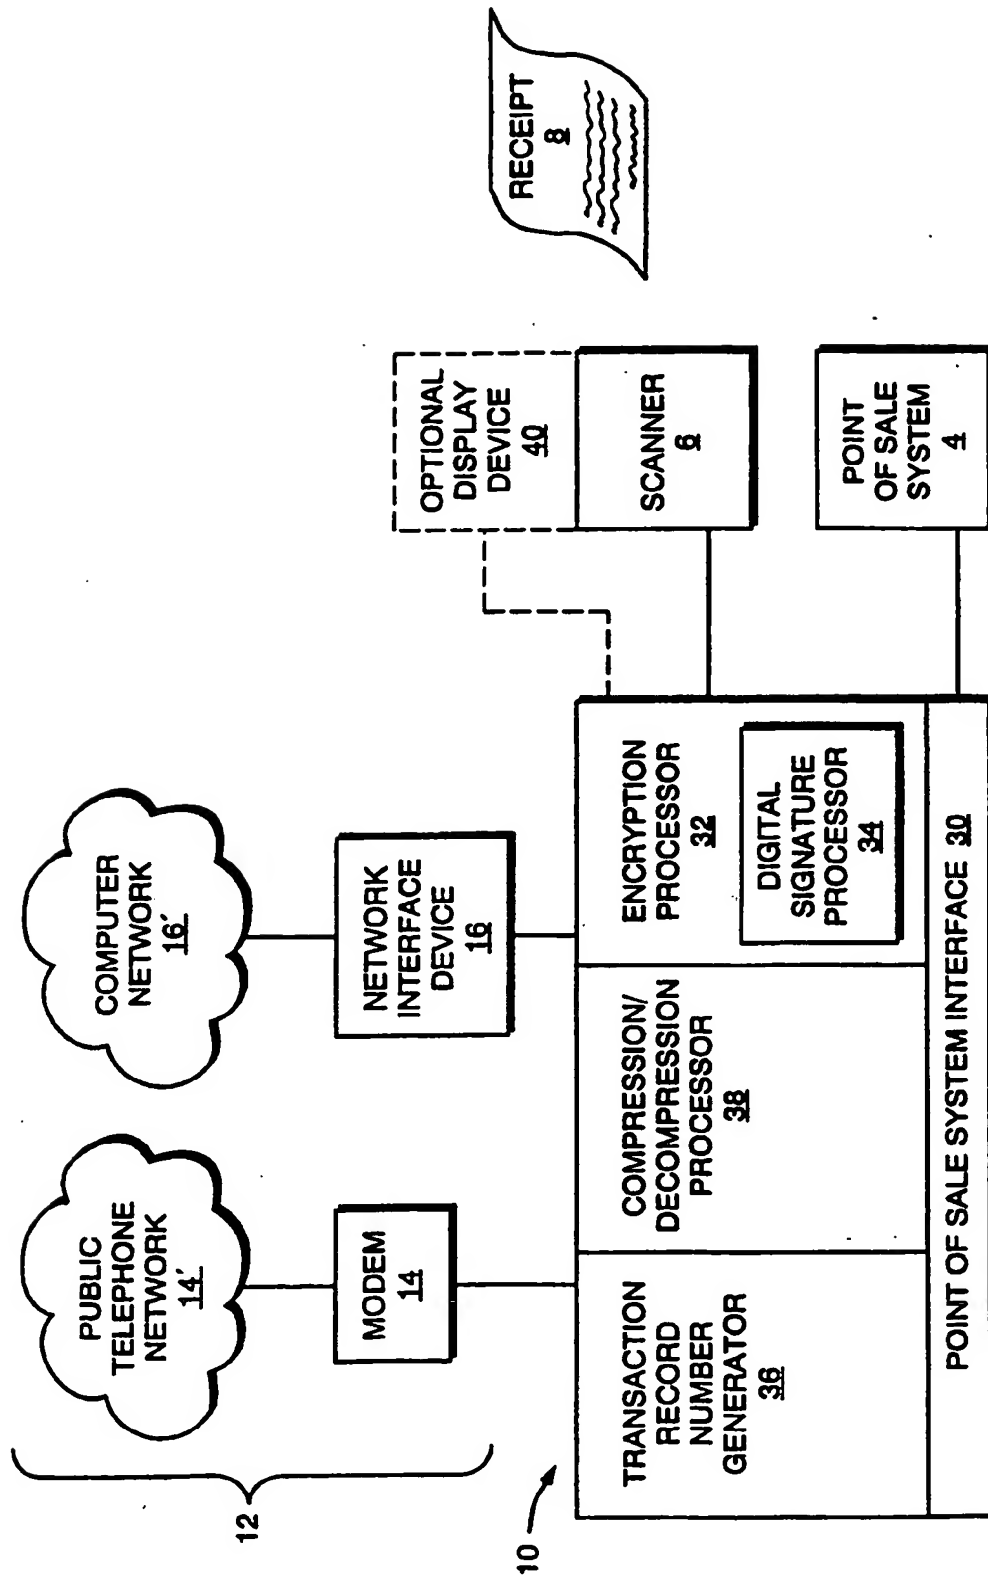 12
PUBLIC
TELEPHONE
NETWORK
14'
COMPUTER
NETWORK
16'
MODEM
14
NETWORK
INTERFACE
DEVICE
16
10
TRANSACTION
RECORD
NUMBER
GENERATOR
36
COMPRESSION/
DECOMPRESSION
PROCESSOR
38
ENCRYPTION
PROCESSOR
32
DIGITAL
SIGNATURE
PROCESSOR
34
POINT OF SALE SYSTEM INTERFACE 30
OPTIONAL
DISPLAY
DEVICE
40
SCANNER
6
POINT
OF SALE
SYSTEM
4
RECEIPT
8